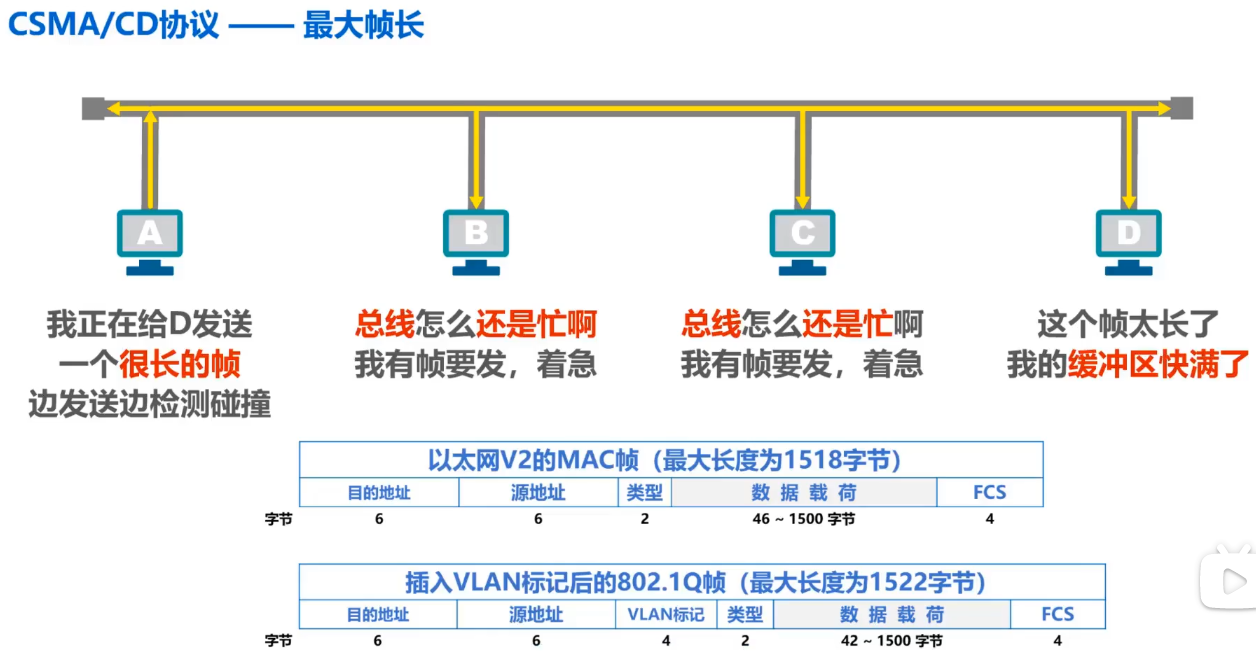 CSMA/CD协议 —— 最大帧长
A
B
C
D
我正在给D发送
一个很长的帧
边发送边检测碰撞
总线怎么还是忙啊
我有帧要发，着急
总线怎么还是忙啊
我有帧要发，着急
这个帧太长了
我的缓冲区快满了
以太网V2的MAC帧（最大长度为1518字节）
目的地址 源地址 类型 数 据 载 荷 FCS
字节 6 6 2 46 ~ 1500 字节 4
插入VLAN标记后的802.1Q帧（最大长度为1522字节）
目的地址 源地址 VLAN标记 类型 数 据 载 荷 FCS
字节 6 6 4 2 42 ~ 1500 字节 4